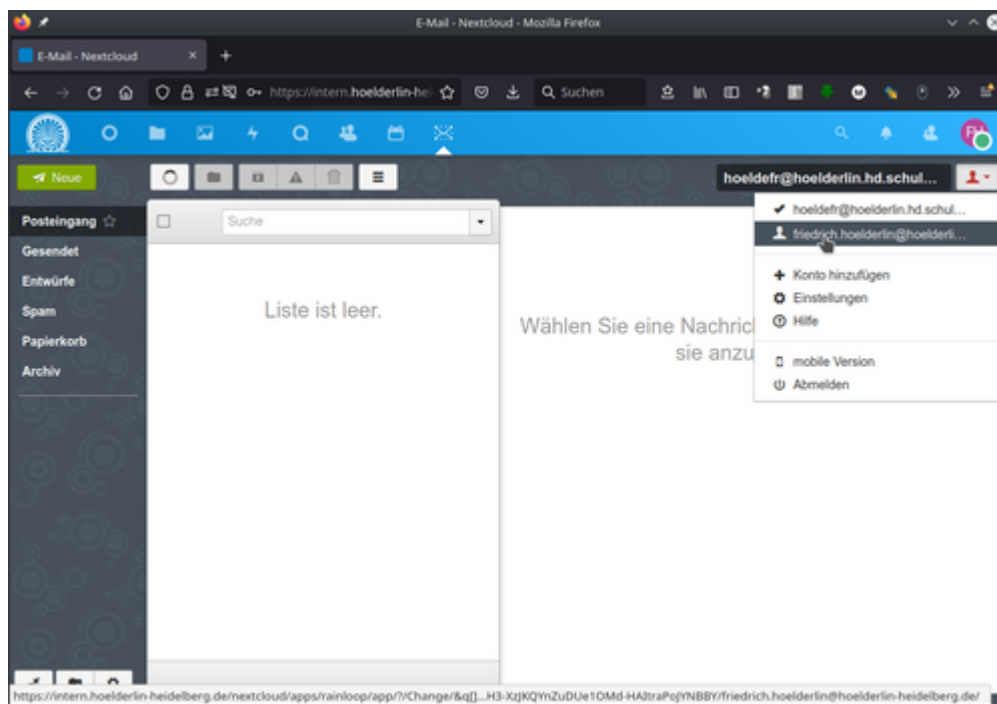 E-Mail - Nextcloud - Mozilla Firefox
E-Mail - Nextcloud
https://intern.hoelderlin-he
Suchen
Neue
hoeldefr@hoelderlin.hd.schul...
Posteingang
Suche
hoeldefr@hoelderlin.hd.schul...
friedrich.hoelderlin@hoelderli...
Gesendet
Entwürfe
Konto hinzufügen
Spam
Liste ist leer.
Einstellungen
Wählen Sie eine Nachric
Hilfe
Papierkorb
sie anzu
mobile Version
Archiv
Abmelden
https://intern.hoelderlin-heidelberg.de/nextcloud/apps/rainloop/app/?/Change/&q[]...H3-XzJKQYnZuDUe1OMd-HAItraPoJYNBBY/friedrich.hoelderlin@hoelderlin-heidelberg.de/